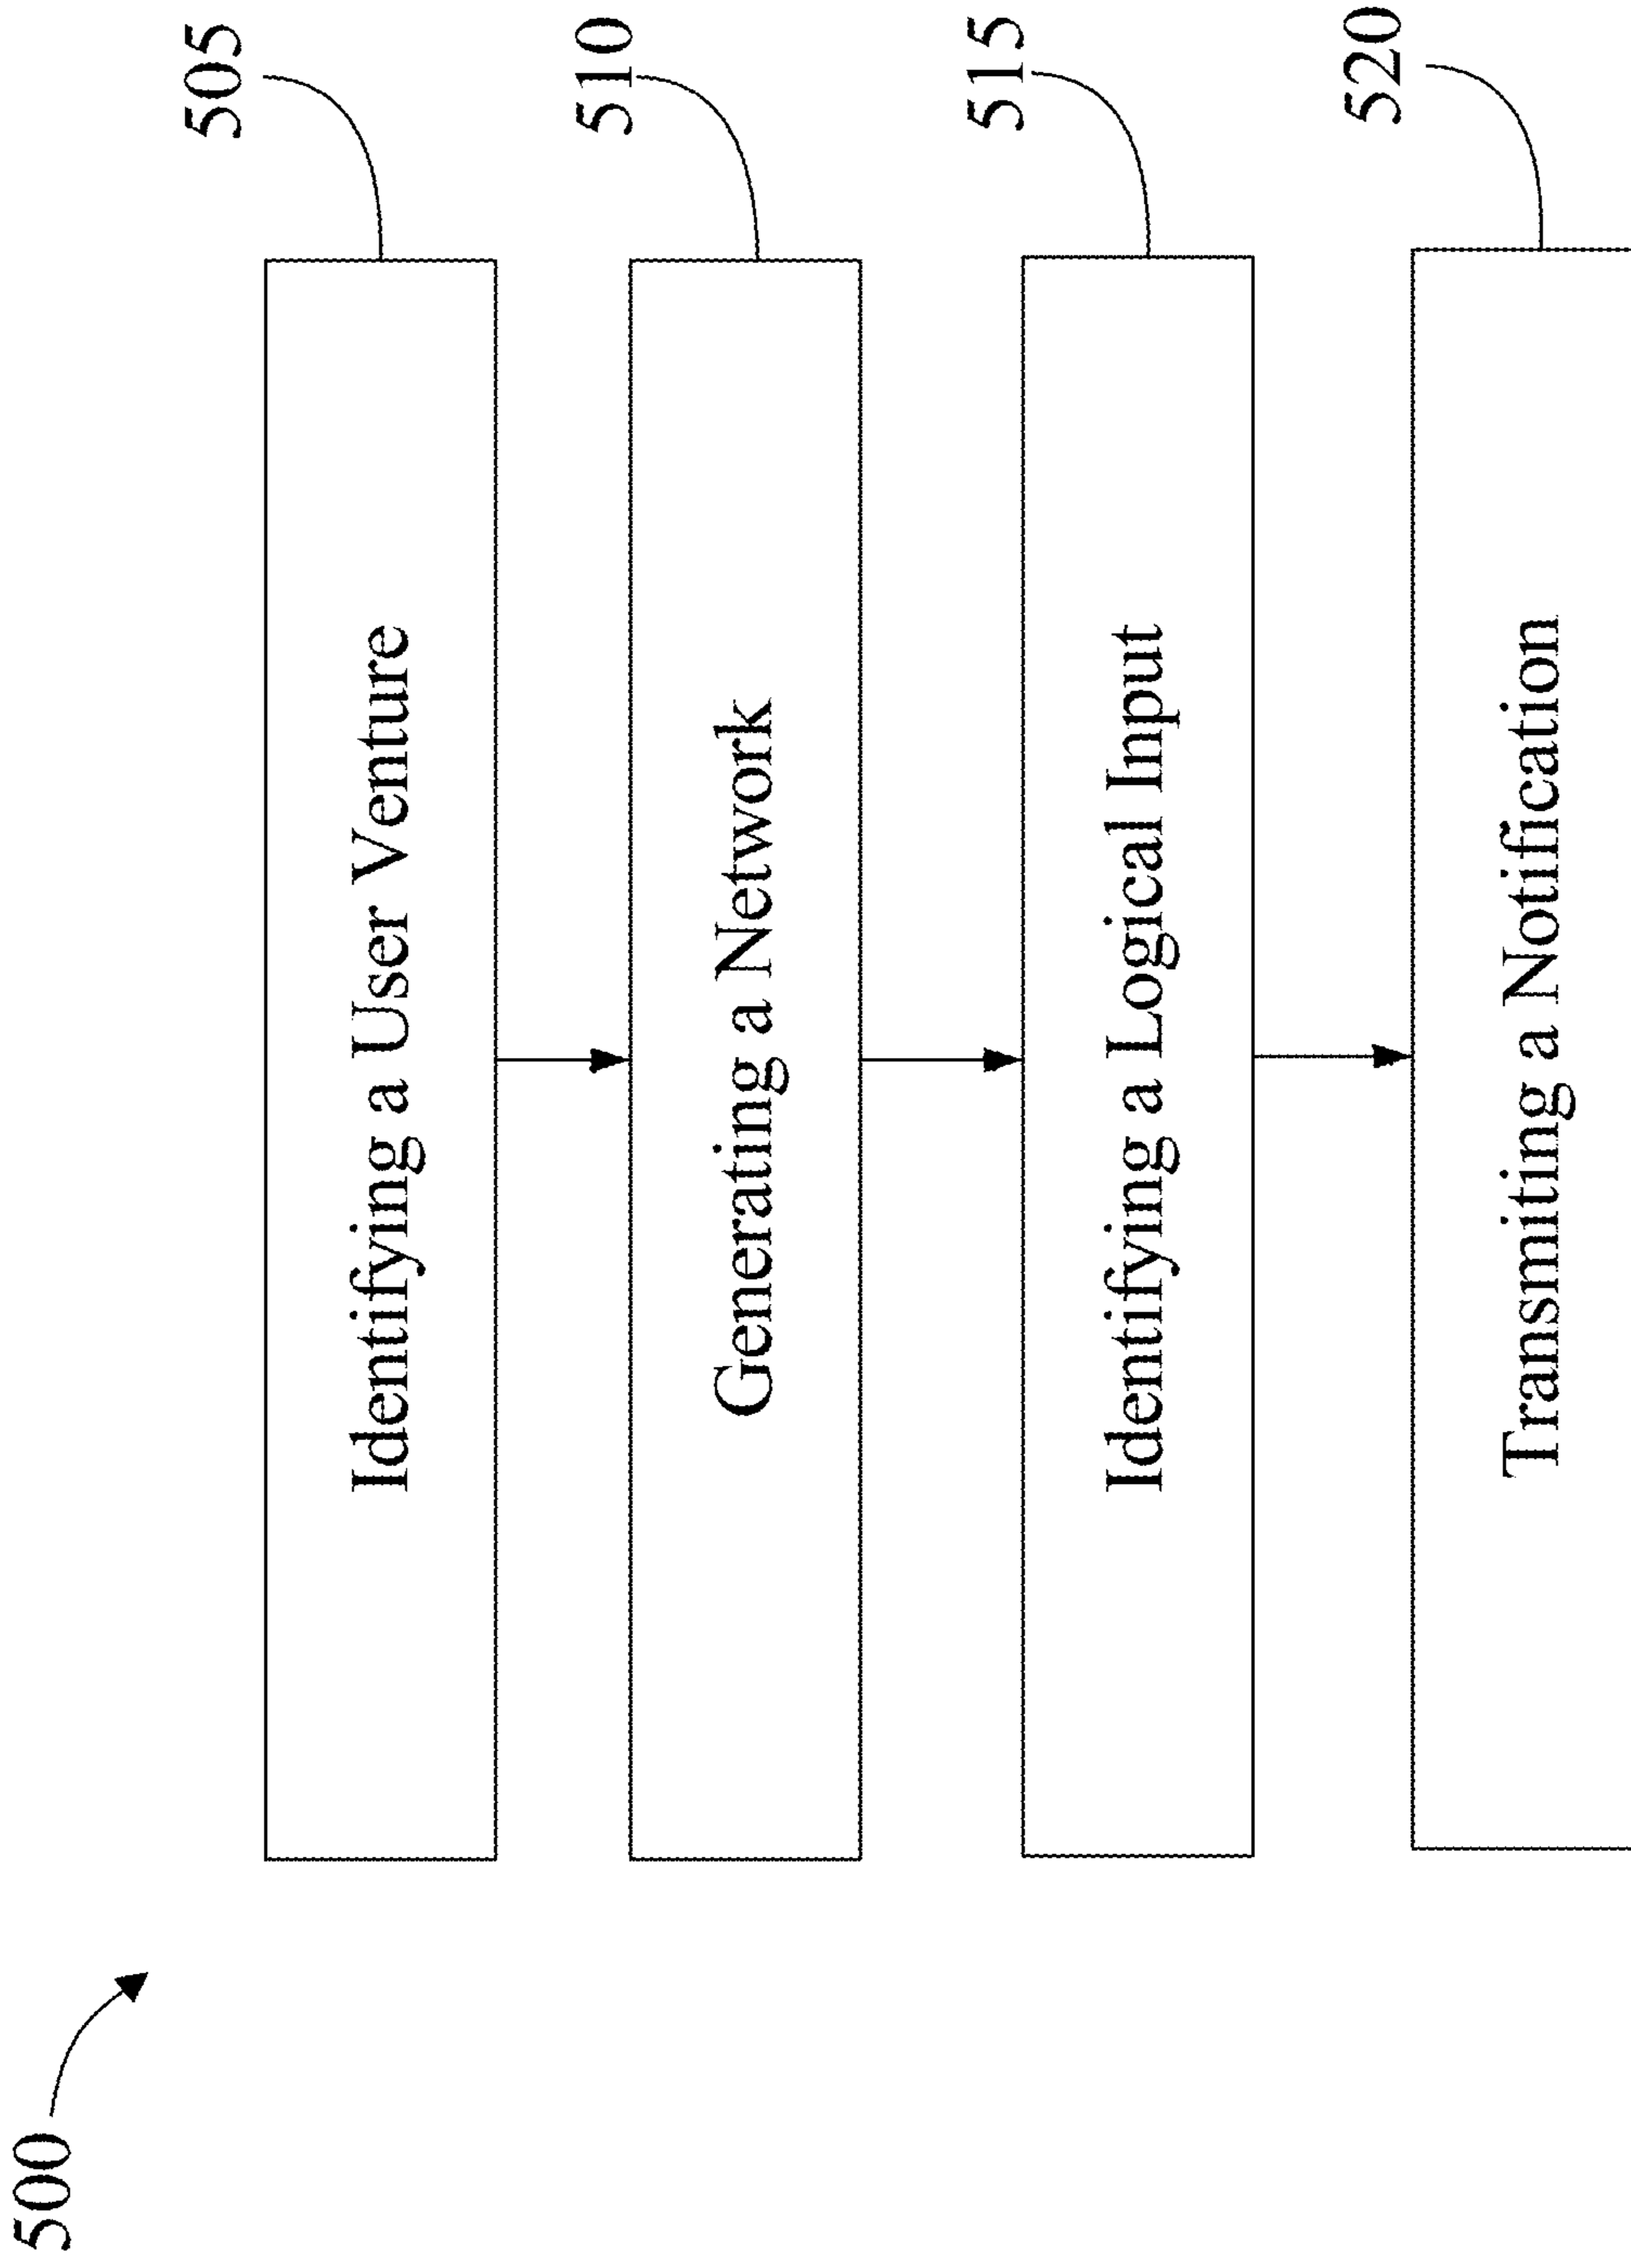 500
505
Identifying a User Venture
510
Generating a Network
515
Identifying a Logical Input
520
Transmiting a Notification